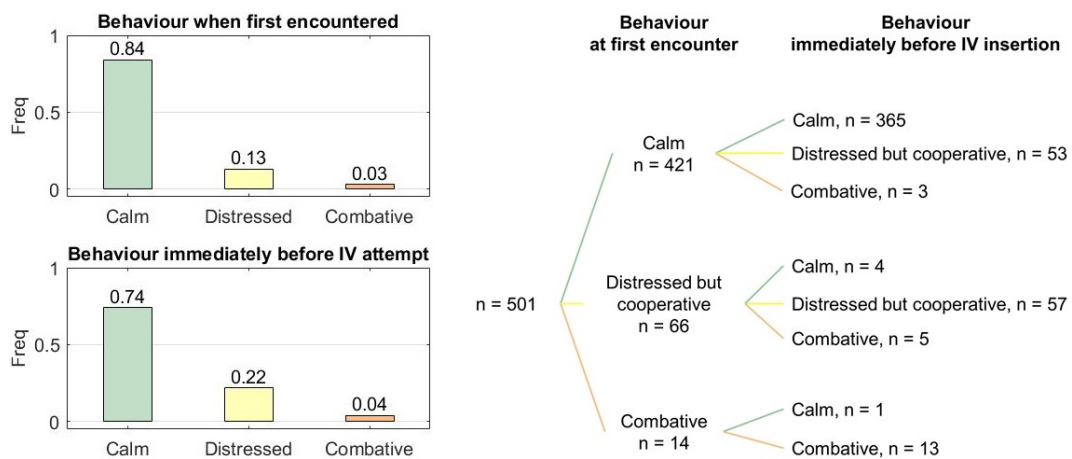 Behaviour when first encountered
1
0.84
0.5
0.13
0.03
0
Freq
Calm
Distressed
Combative
Behaviour immediately before IV attempt
1
0.74
0.5
0.22
0.04
0
Freq
Calm
Distressed
Combative
Behaviour
at first encounter
Behaviour
immediately before IV insertion
n = 501
Calm
n = 421
Calm, n = 365
Distressed but cooperative, n = 53
Combative, n = 3
Distressed but
cooperative
n = 66
Calm, n = 4
Distressed but cooperative, n = 57
Combative, n = 5
Combative
n = 14
Calm, n = 1
Combative, n = 13